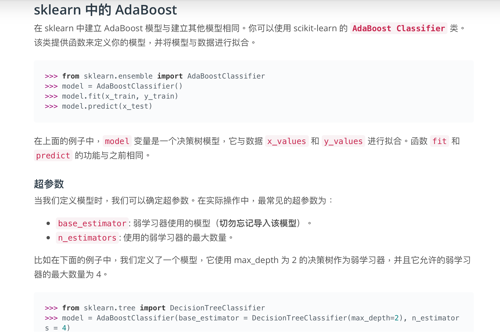 sklearn 中的 AdaBoost
在 sklearn 中建立 AdaBoost 模型与建立其他模型相同。你可以使用 scikit-learn 的 AdaBoost Classifier 类。
该类提供函数来定义你的模型，并将模型与数据进行拟合。
>>> from sklearn.ensemble import AdaBoostClassifier
>>> model = AdaBoostClassifier()
>>> model.fit(x_train, y_train)
>>> model.predict(x_test)
在上面的例子中，model 变量是一个决策树模型，它与数据 x_values 和 y_values 进行拟合。函数 fit 和
predict 的功能与之前相同。
超参数
当我们定义模型时，我们可以确定超参数。在实际操作中，最常见的超参数为：
• base_estimator: 弱学习器使用的模型（切勿忘记导入该模型）。
• n_estimators: 使用的弱学习器的最大数量。
比如在下面的例子中，我们定义了一个模型，它使用 max_depth 为 2 的决策树作为弱学习器，并且它允许的弱学习
器的最大数量为 4。
>>> from sklearn.tree import DecisionTreeClassifier
>>> model = AdaBoostClassifier(base_estimator = DecisionTreeClassifier(max_depth=2), n_estimator
s = 4)